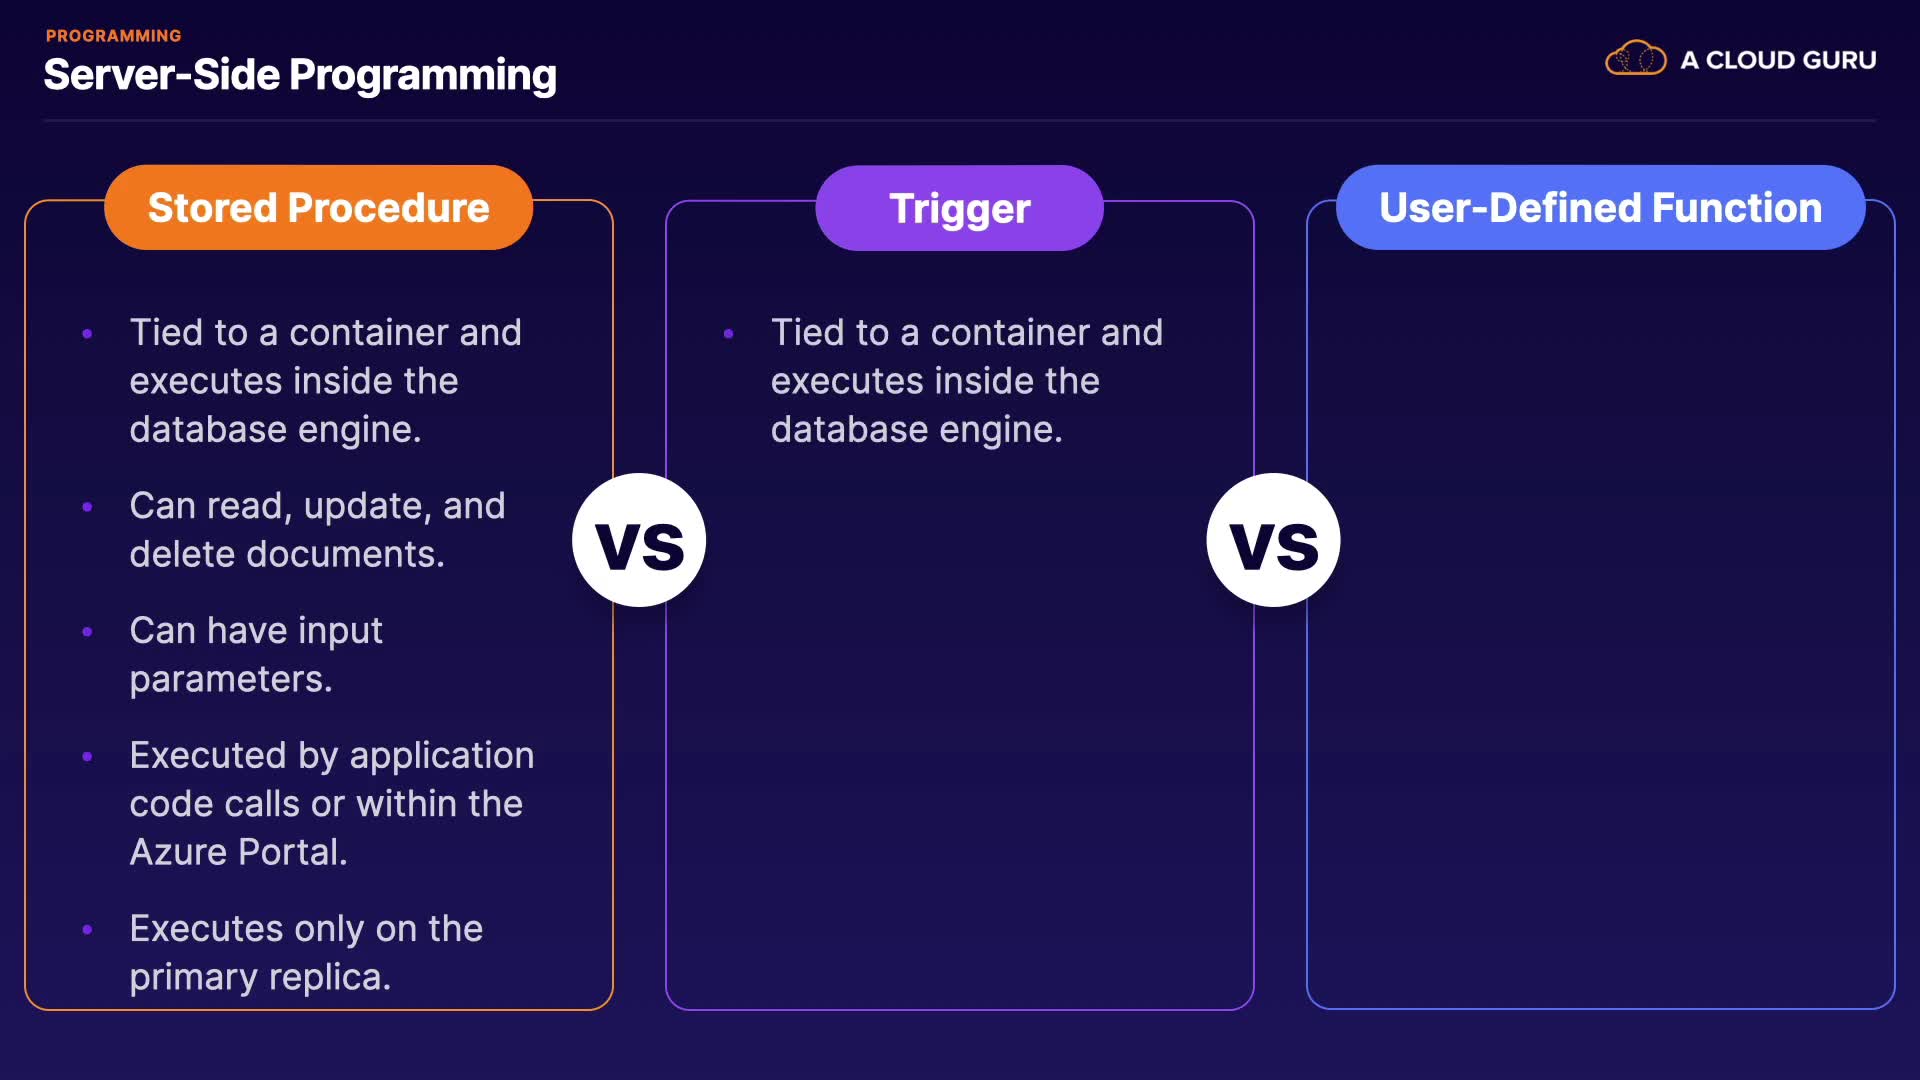 PROGRAMMING
Server-Side Programming
A CLOUD GURU
Stored Procedure
• Tied to a container and
executes inside the
database engine.
• Can read, update, and
delete documents.
• Can have input
parameters.
• Executed by application
code calls or within the
Azure Portal.
• Executes only on the
primary replica.
VS
Trigger
• Tied to a container and
executes inside the
database engine.
VS
User-Defined Function